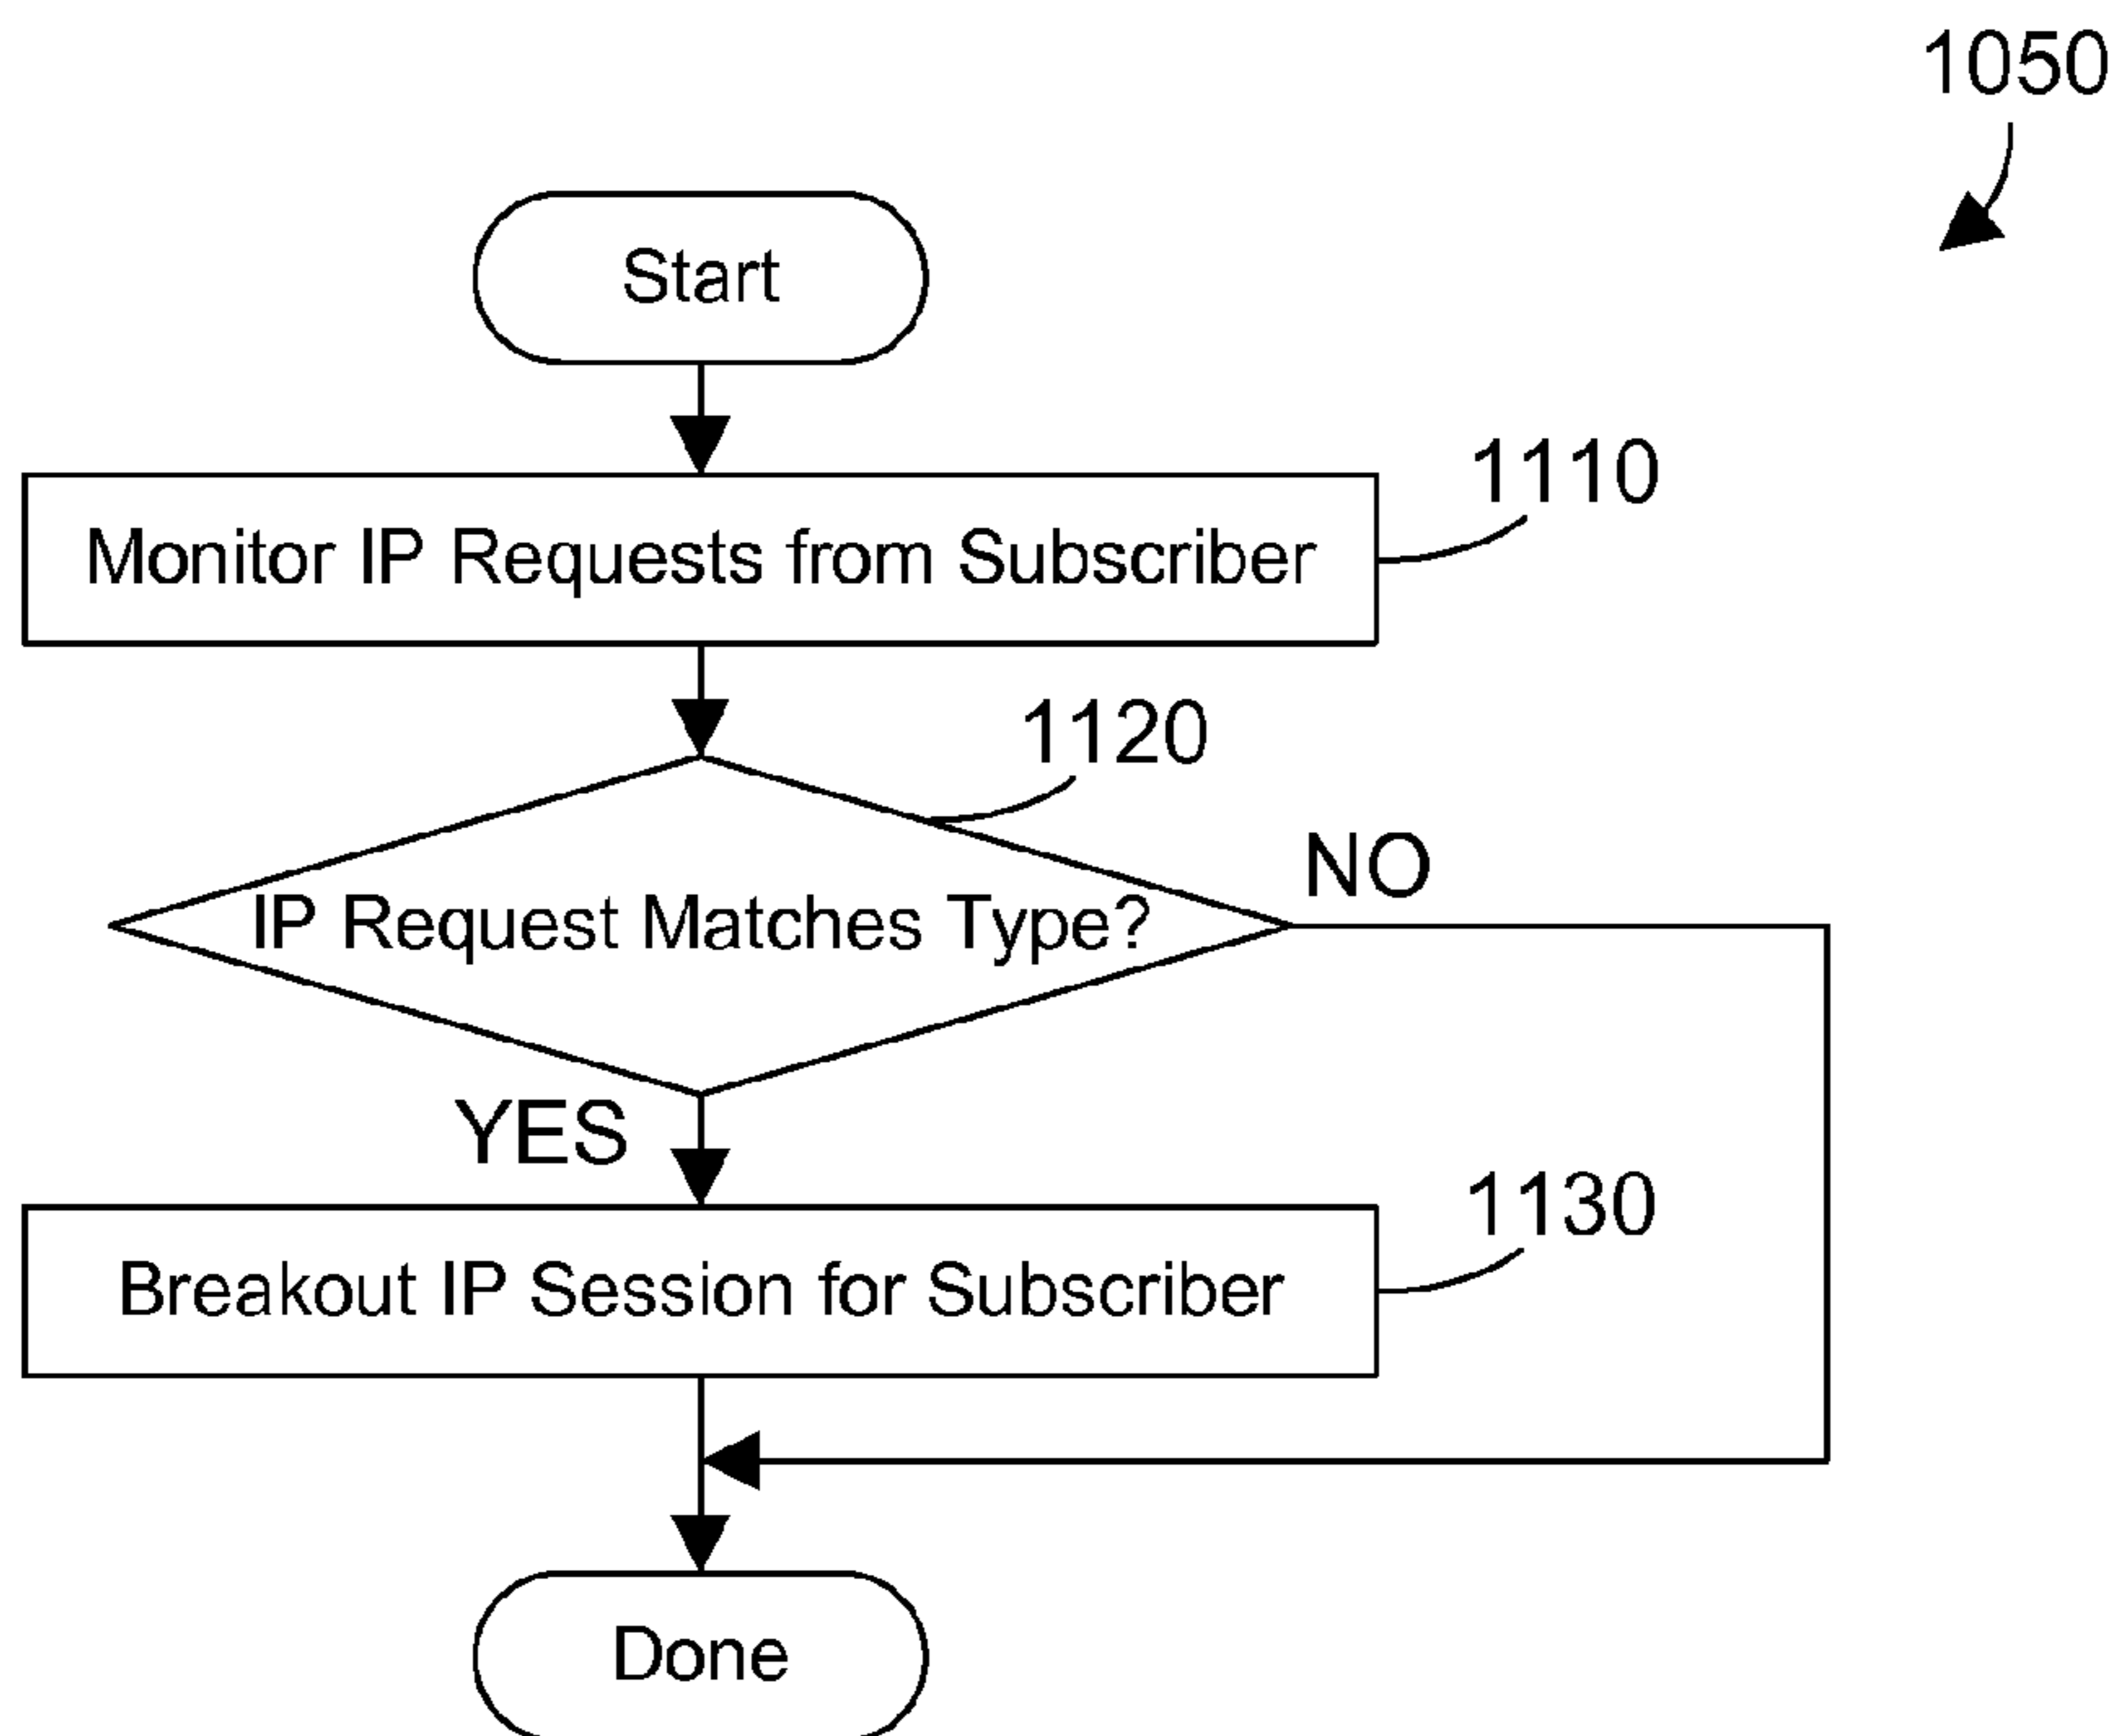 1050
Start
1110
Monitor IP Requests from Subscriber
1120
NO
IP Request Matches Type?
YES
1130
Breakout IP Session for Subscriber
Done